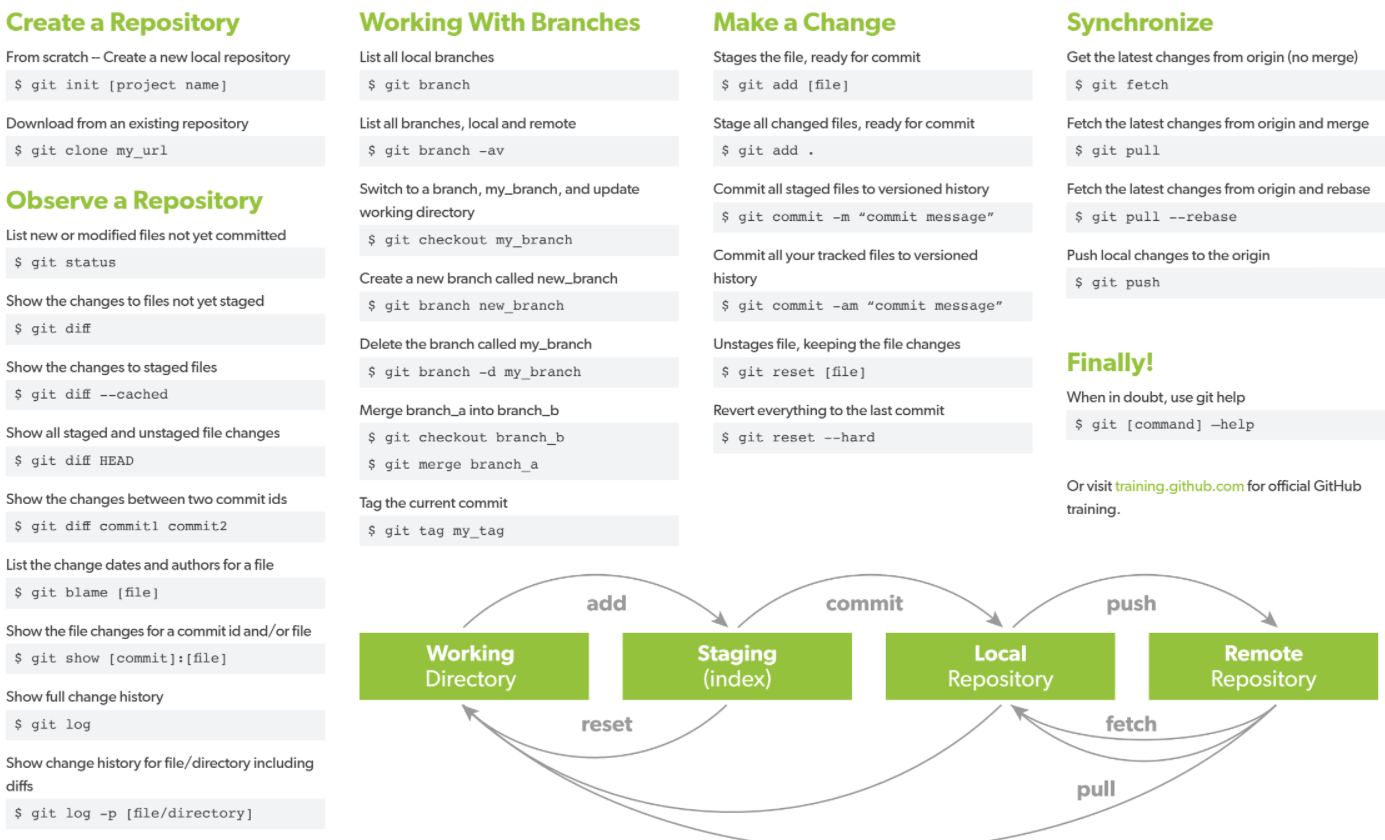 Create a Repository
From scratch -- Create a new local repository
$ git init [project name]
Download from an existing repository
$ git clone my_url
Observe a Repository
List new or modified files not yet committed
$ git status
Show the changes to files not yet staged
$ git diff
Show the changes to staged files
$ git diff --cached
Show all staged and unstaged file changes
$ git diff HEAD
Show the changes between two commit ids
$ git diff commit1 commit2
List the change dates and authors for a file
$ git blame [file]
Show the file changes for a commit id and/or file
$ git show [commit]:[file]
Show full change history
$ git log
Show change history for file/directory including
diffs
$ git log -p [file/directory]
Working With Branches
List all local branches
$ git branch
List all branches, local and remote
$ git branch -av
Switch to a branch, my_branch, and update
working directory
$ git checkout my_branch
Create a new branch called new_branch
$ git branch new_branch
Delete the branch called my_branch
$ git branch -d my_branch
Merge branch_a into branch_b
$ git checkout branch_b
$ git merge branch_a
Tag the current commit
$ git tag my_tag
Make a Change
Stages the file, ready for commit
$ git add [file]
Stage all changed files, ready for commit
$ git add .
Commit all staged files to versioned history
$ git commit -m “commit message”
Commit all your tracked files to versioned
history
$ git commit -am “commit message”
Unstages file, keeping the file changes
$ git reset [file]
Revert everything to the last commit
$ git reset --hard
Synchronize
Get the latest changes from origin (no merge)
$ git fetch
Fetch the latest changes from origin and merge
$ git pull
Fetch the latest changes from origin and rebase
$ git pull --rebase
Push local changes to the origin
$ git push
Finally!
When in doubt, use git help
$ git [command] –help
Or visit training.github.com for official GitHub
training.
add
commit
push
Working
Directory
Staging
(index)
Local
Repository
Remote
Repository
reset
fetch
pull